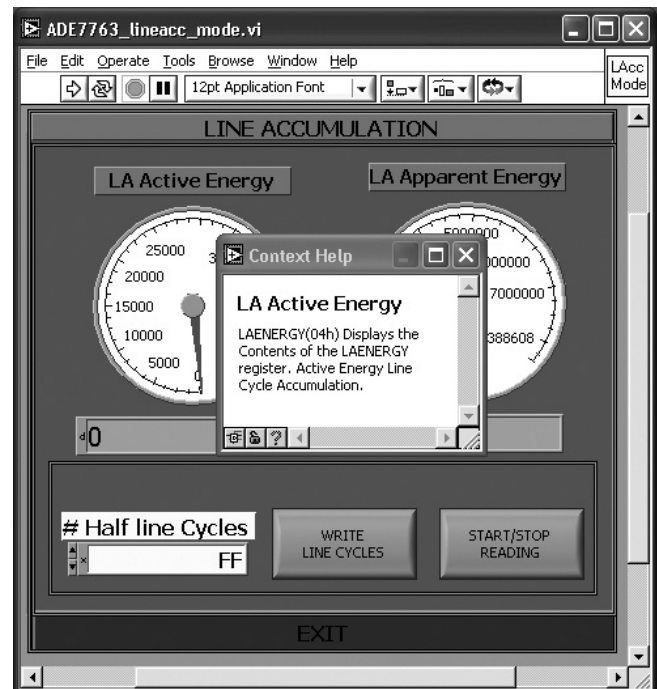 ADE7763_lineacc_mode.vi
File Edit Operate Tools Browse Window Help
12pt Application Font
LAcc
Mode
LINE ACCUMULATION
LA Active Energy
LA Apparent Energy
25000
20000
15000
10000
5000
0
7000000
Context Help
LA Active Energy
LAENERGY(04h) Displays the
Contents of the LAENERGY
register. Active Energy Line
Cycle Accumulation.
?
d 0
# Half line Cycles
x FF
WRITE
LINE CYCLES
START/STOP
READING
EXIT